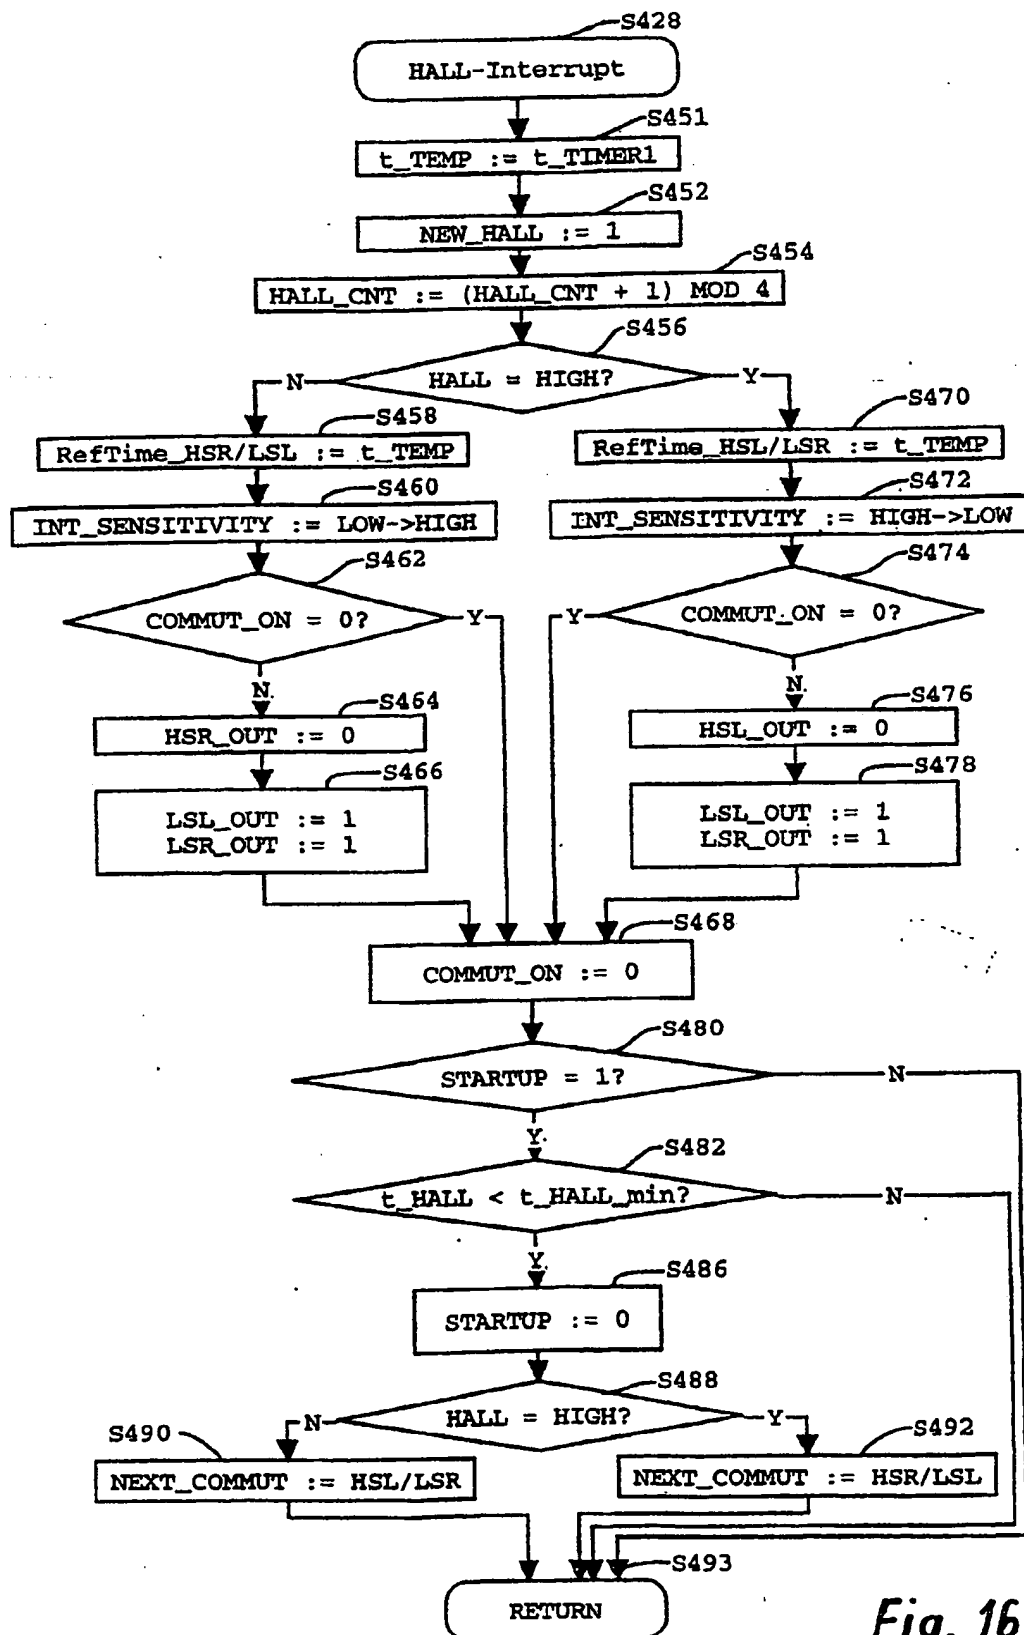 S428
HALL-Interrupt
S451
t_TEMP := t_TIMER1
S452
NEW_HALL := 1
S454
HALL_CNT := (HALL_CNT + 1) MOD 4
S456
HALL = HIGH?
N
Y
S458
RefTime_HSR/LSL := t_TEMP
S460
INT_SENSITIVITY := LOW->HIGH
S462
COMMUT_ON = 0?
Y
N
S464
HSR_OUT := 0
S466
LSL_OUT := 1
LSR_OUT := 1
S470
RefTime_HSL/LSR := t_TEMP
S472
INT_SENSITIVITY := HIGH->LOW
S474
COMMUT_ON = 0?
Y
N
S476
HSL_OUT := 0
S478
LSL_OUT := 1
LSR_OUT := 1
S468
COMMUT_ON := 0
S480
STARTUP = 1?
N
Y
S482
t_HALL < t_HALL_min?
N
Y
S486
STARTUP := 0
S488
HALL = HIGH?
N
Y
S490
NEXT_COMMUT := HSL/LSR
S492
NEXT_COMMUT := HSR/LSL
S493
RETURN
Fig. 16